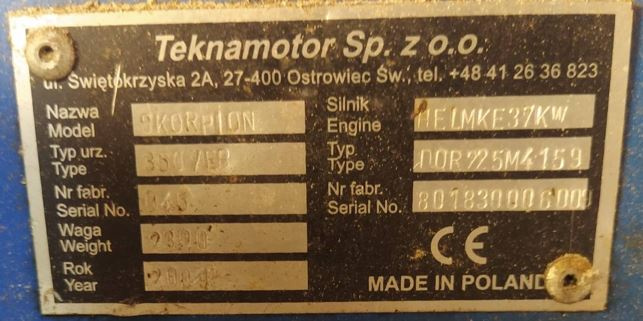 Teknamotor Sp. z o.o.
ul. Świętokrzyska 2A, 27-400 Ostrowiec Św., tel. +48 41 26 36 823
Nazwa
Model SKORPION
Typ urz.
Type
Nr fabr.
Serial No.
Waga
Weight
Rok
Year
Silnik
Engine HELMKE37KW
Typ
Type DOR225M4159
Nr fabr.
Serial No.
CE
MADE IN POLAND